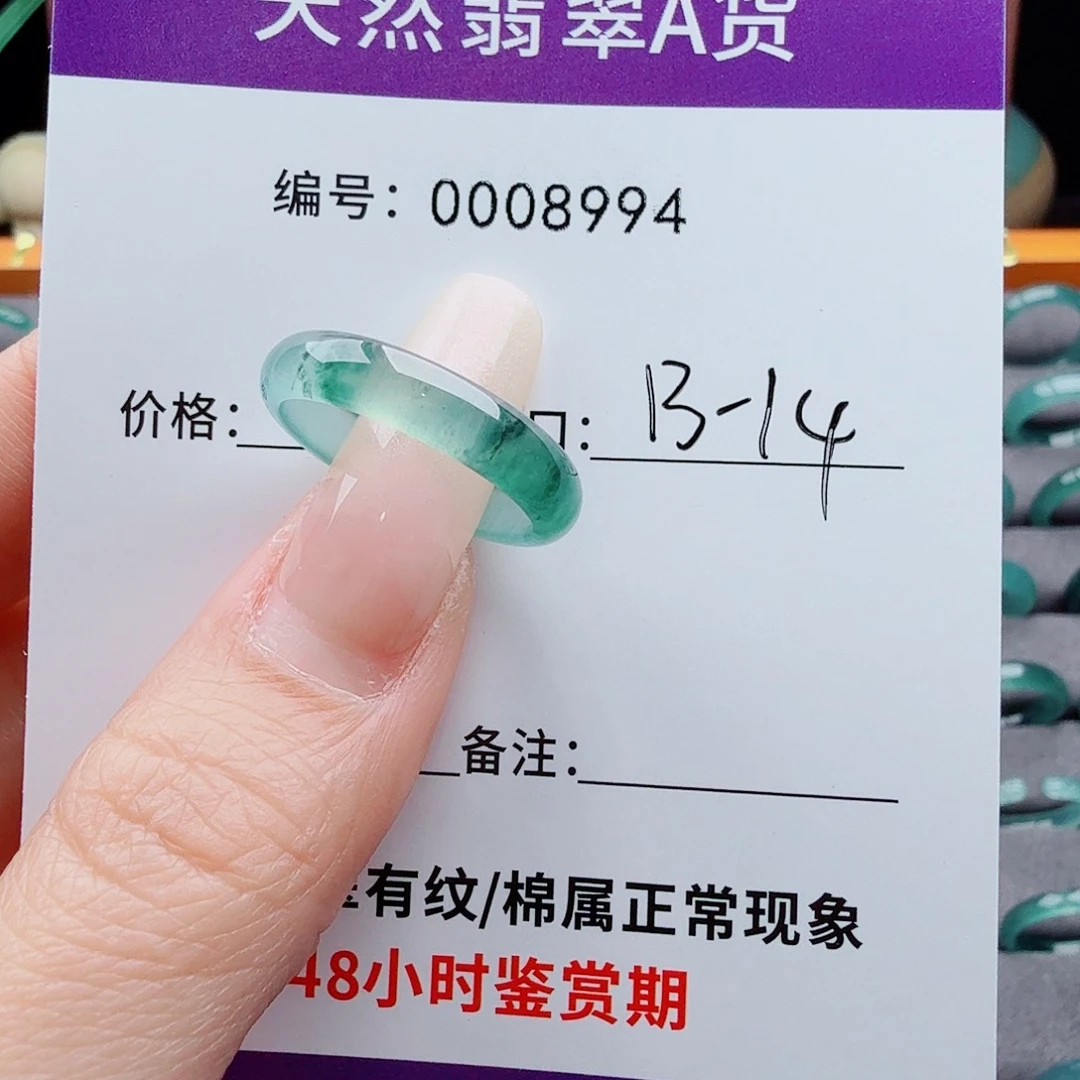 天然翡翠A货
编号：0008994
价格： 口： 13-14
备注：
有纹/棉属正常现象
48小时鉴赏期